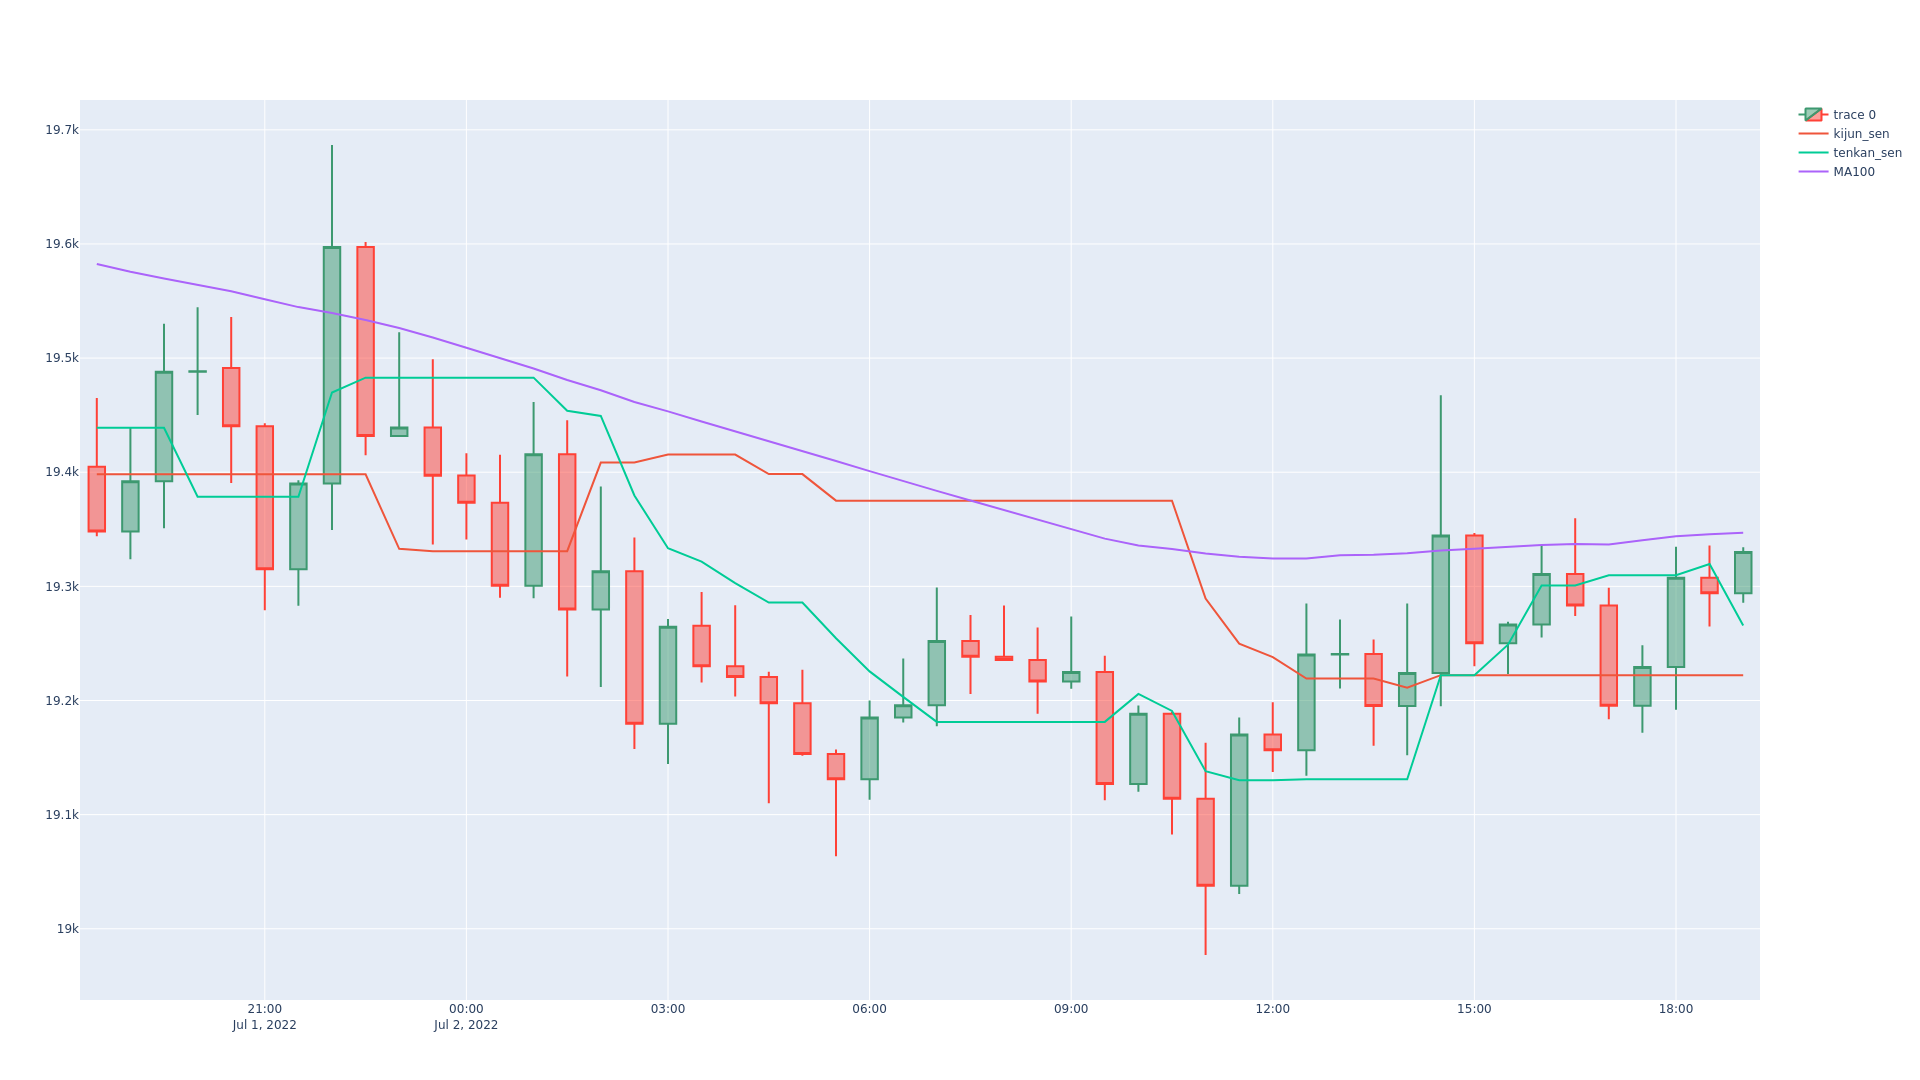 19.7k
19.6k
19.5k
19.4k
19.3k
19.2k
19.1k
19k
21:00
Jul 1, 2022
00:00
Jul 2, 2022
03:00
06:00
09:00
12:00
15:00
18:00
trace 0
kijun_sen
tenkan_sen
MA100